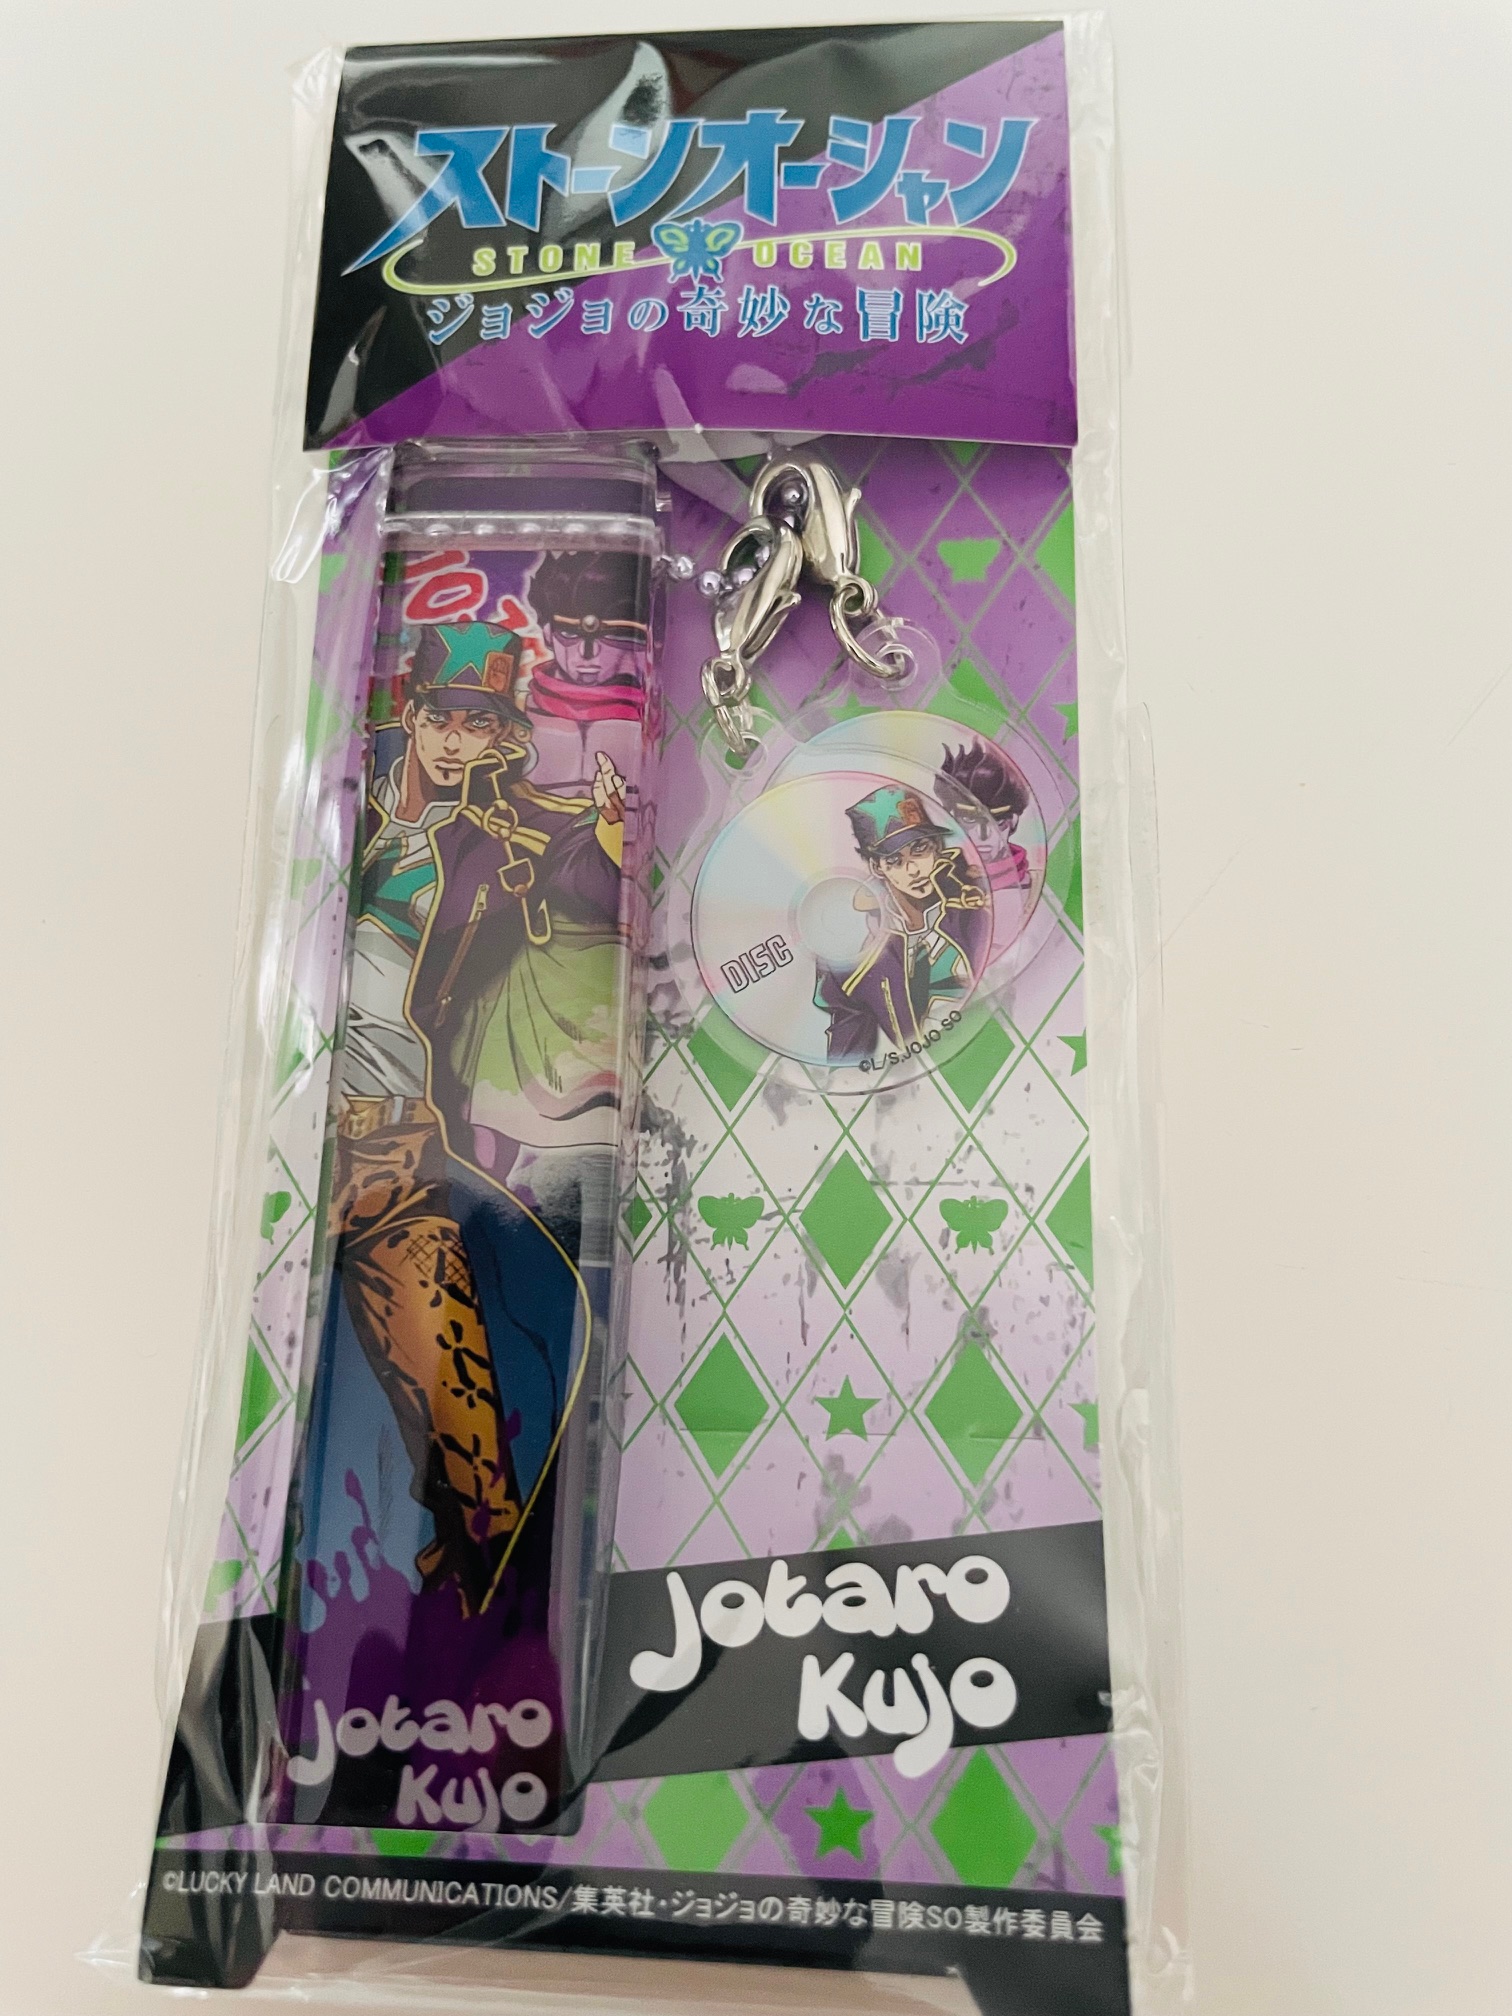 ストーンオーシャン
STONE OCEAN
ジョジョの奇妙な冒険
DISC
©L/S,JOJO-SO
Jotaro
Kujo
Jotaro
Kujo
©LUCKY LAND COMMUNICATIONS/集英社・ジョジョの奇妙な冒険SO製作委員会